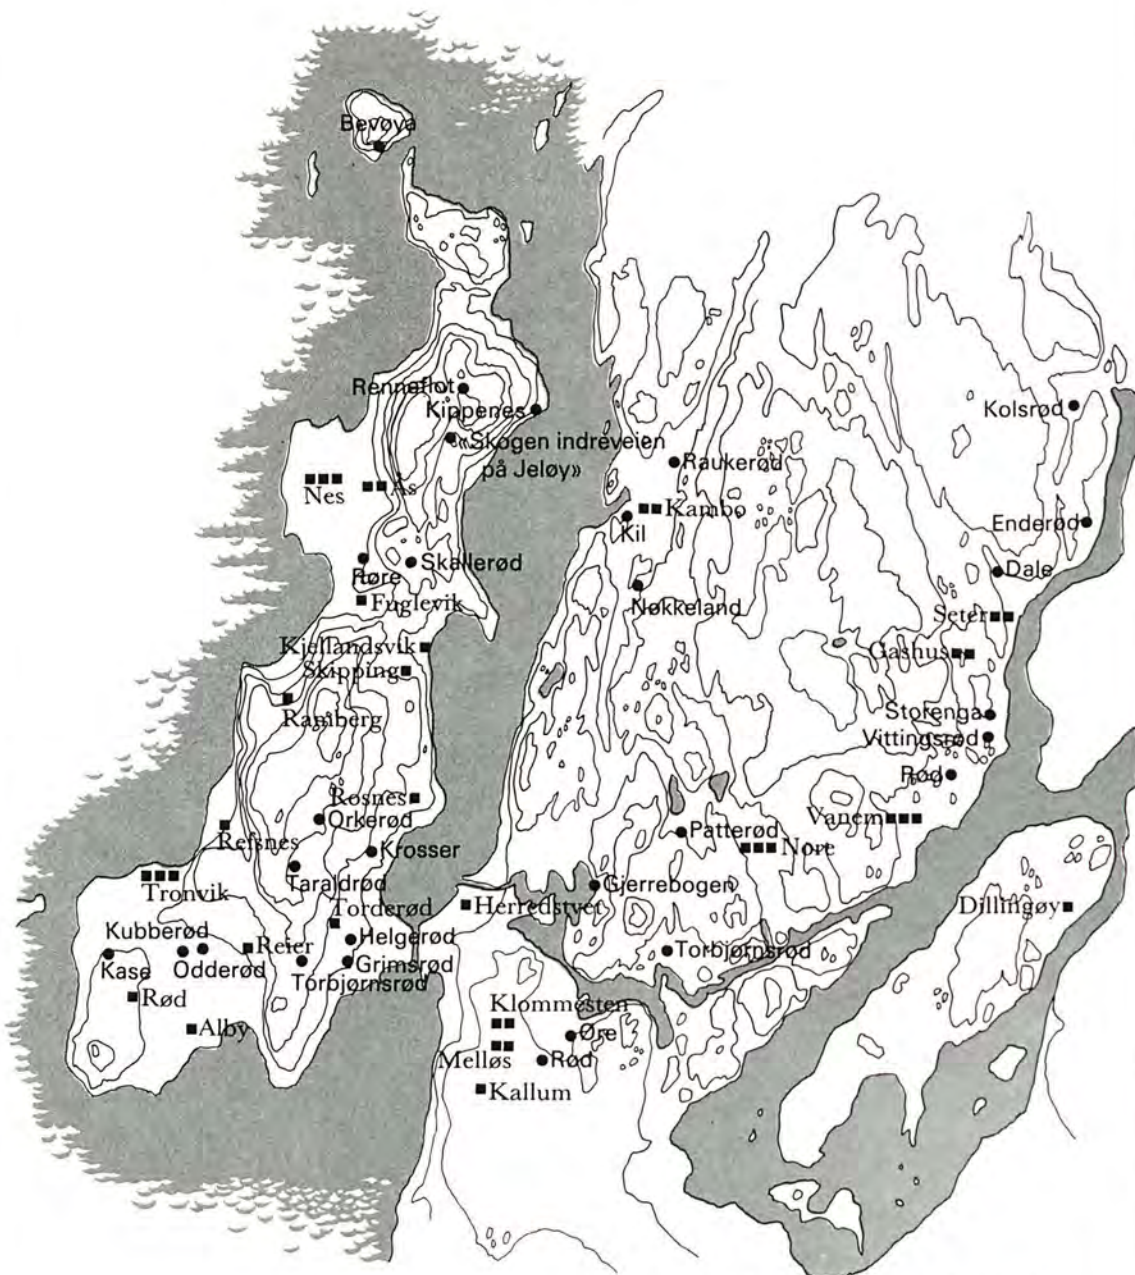 Bevøya
Renneflot
Kippenes
«Skogen indreveien
på Jeløy»
Kolsrød
Raukerød
Nes
Ås
Kambo
Kil
Enderød
Røre
Skallerød
Dale
Fuglevik
Nøkkeland
Seter
Kjellandsvik
Gashus
Skipping
Ramberg
Storenga
Vittingsrød
Rød
Rosnes
Orkerød
Vanem
Refsnes
Patterød
Krosser
Nore
Tronvik
Taraldrød
Gjerrebogen
Herredstvet
Dillingøy
Torderød
Kubberød
Helgerød
Reier
Torbjørnsrød
Kase
Odderød
Grimsrød
Torbjørnsrød
Rød
Klommesten
Alby
Øre
Melløs
Rød
Kallum